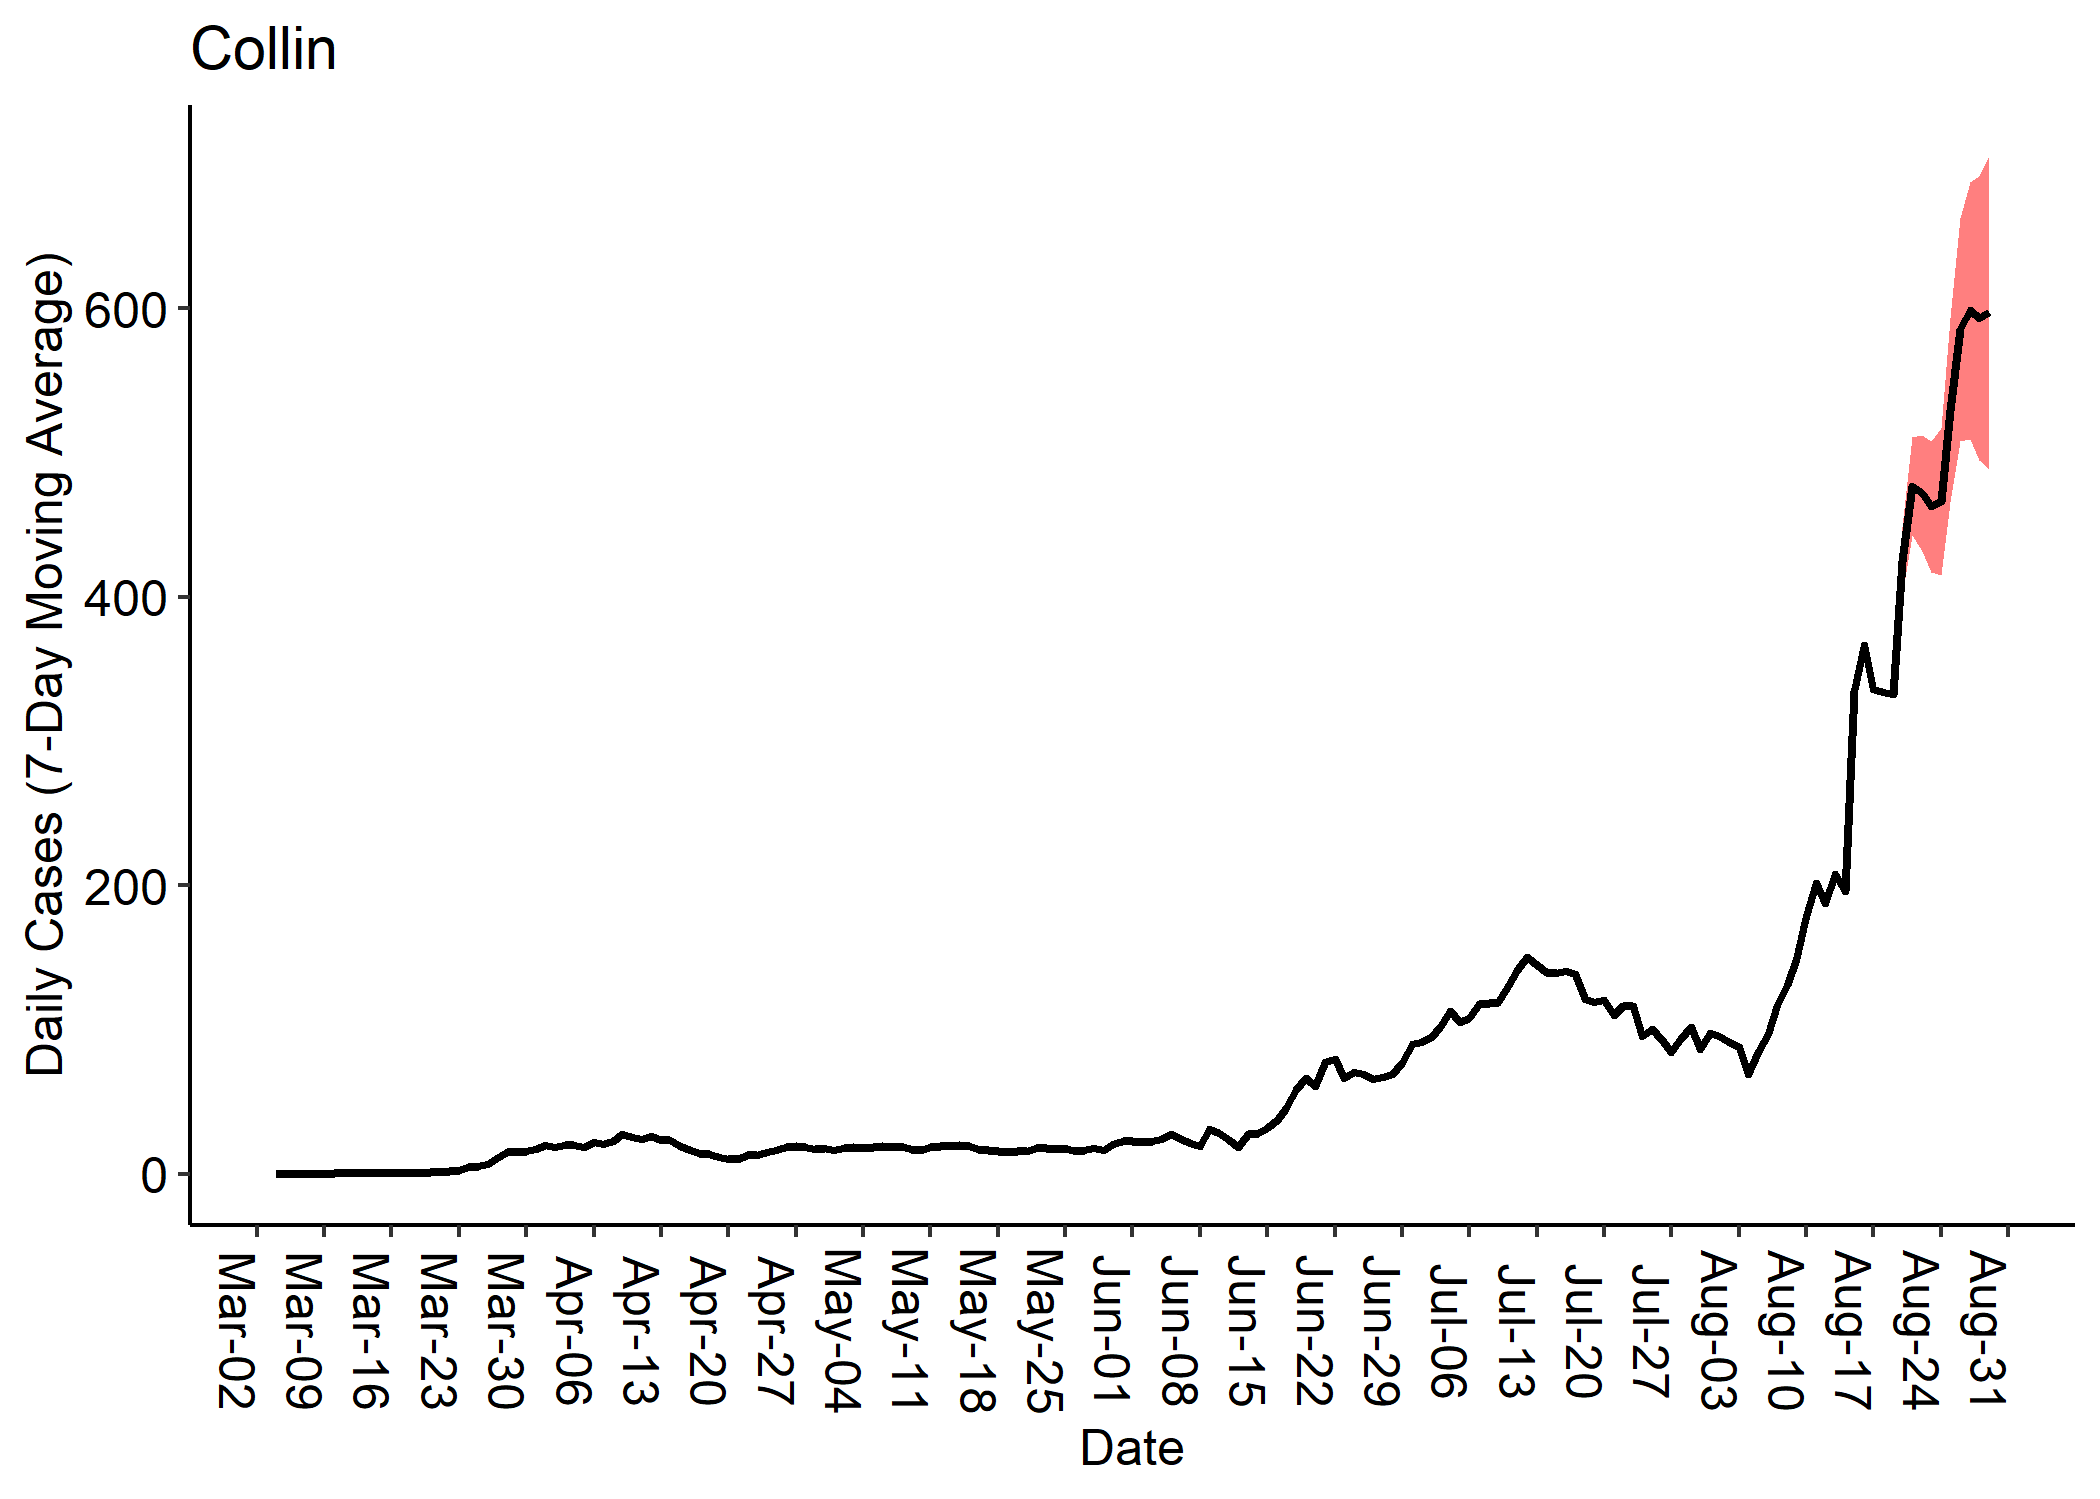 Collin
Daily Cases (7-Day Moving Average)
600
400
200
0
Mar-02
Mar-09
Mar-16
Mar-23
Mar-30
Apr-06
Apr-13
Apr-20
Apr-27
May-04
May-11
May-18
May-25
Jun-01
Jun-08
Jun-15
Jun-22
Jun-29
Jul-06
Jul-13
Jul-20
Jul-27
Aug-03
Aug-10
Aug-17
Aug-24
Aug-31
Date